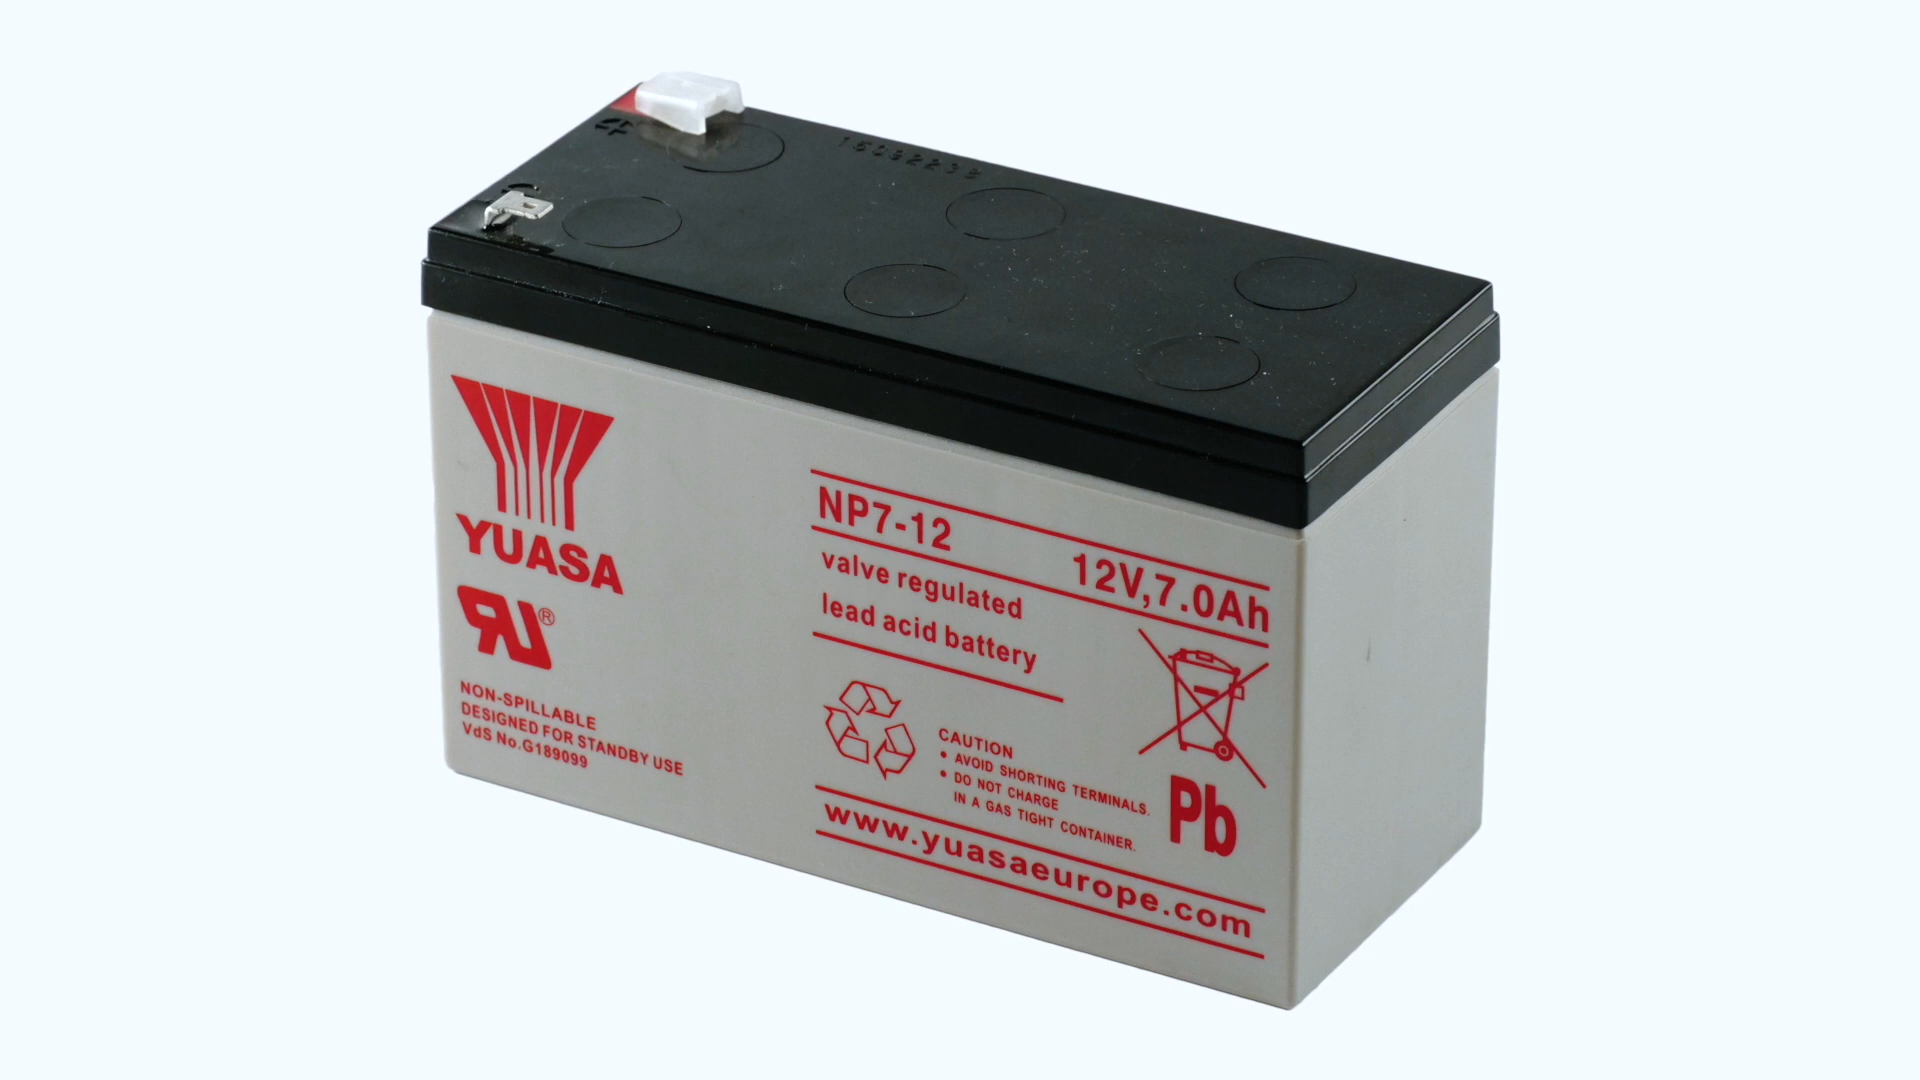 15092239
YUASA
®
NON-SPILLABLE
DESIGNED FOR STANDBY USE
VdS No.G189099
NP7-12
12V,7.0Ah
valve regulated
lead acid battery
CAUTION
• AVOID SHORTING TERMINALS.
• DO NOT CHARGE
IN A GAS TIGHT CONTAINER.
Pb
www.yuasaeurope.com